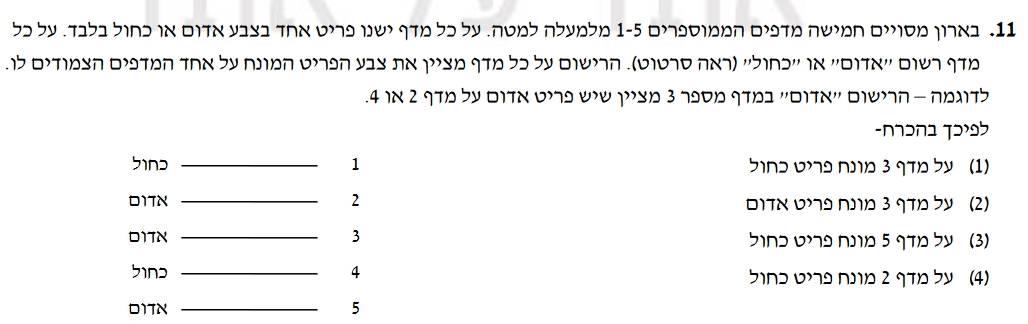 11. בארון מסויים חמישה מדפים הממוספרים 1-5 מלמעלה למטה. על כל מדף ישנו פריט אחד בצבע אדום או כחול בלבד. על כל
מדף רשום "אדום" או "כחול" (ראה סרטוט). הרישום על כל מדף מציין את צבע הפריט המונח על אחד המדפים הצמודים לו.
לדוגמה – הרישום "אדום" במדף מספר 3 מציין שיש פריט אדום על מדף 2 או 4.
לפיכך בהכרח-
(1) על מדף 3 מונח פריט כחול
(2) על מדף 3 מונח פריט אדום
(3) על מדף 5 מונח פריט כחול
(4) על מדף 2 מונח פריט כחול
1 כחול
2 אדום
3 אדום
4 כחול
5 אדום